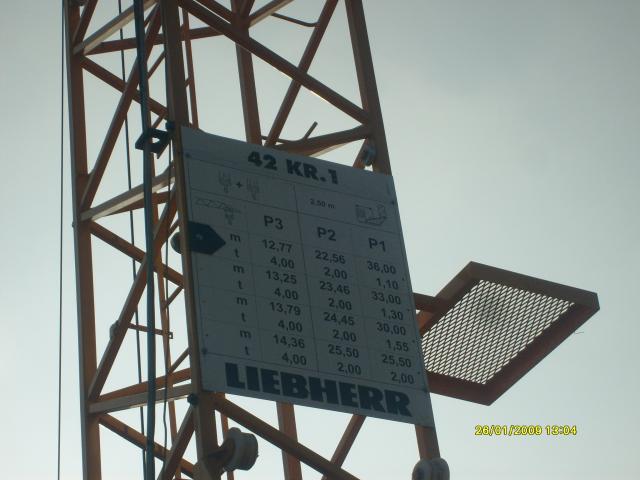 42 KR.1
+ 2,50 m
P3 P2 P1
m 12,77 22,56 36,00
t 4,00 2,00 1,10
m 13,25 23,46 33,00
t 4,00 2,00 1,30
m 13,79 24,45 30,00
t 4,00 2,00 1,55
m 14,36 25,50 25,50
t 4,00 2,00 2,00
LIEBHERR
26/01/2009 13:04